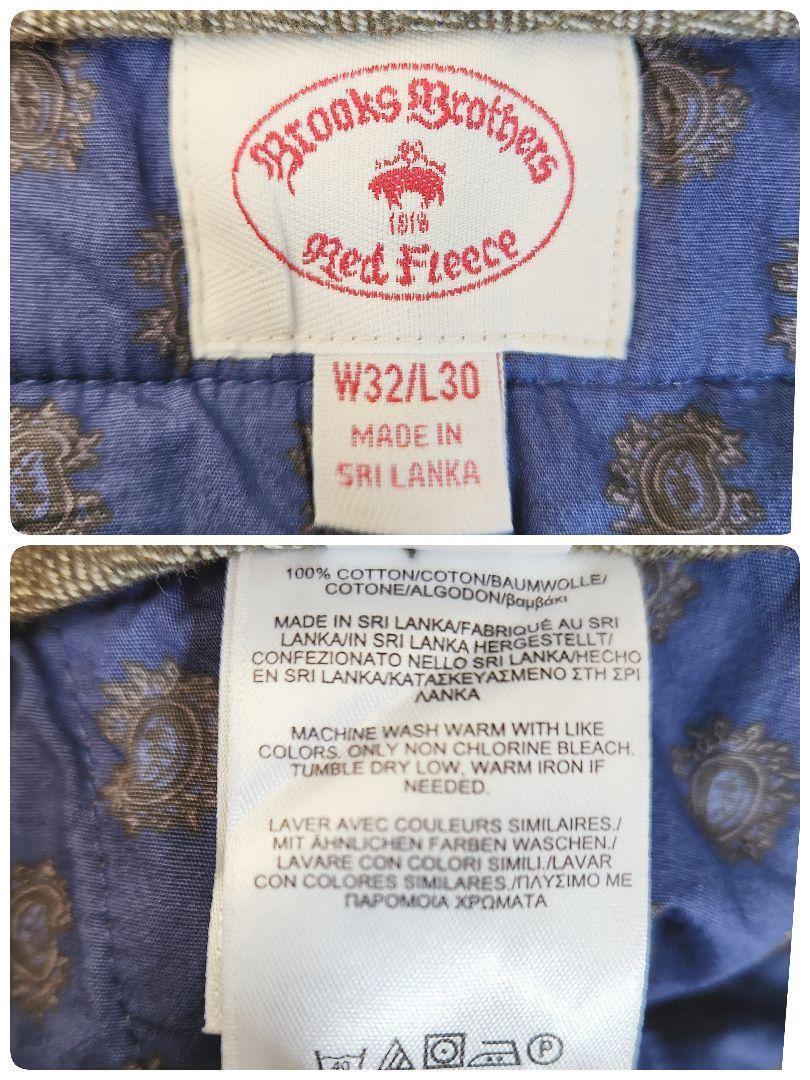 Brooks Brothers
1818
Red Fleece
W32/L30
MADE IN
SRI LANKA
100% COTTON/COTON/BAUMWOLLE/
COTONE/ALGODON/βαμβάκι
MADE IN SRI LANKA/FABRIQUÉ AU SRI
LANKA/IN SRI LANKA HERGESTELLT/
CONFEZIONATO NELLO SRI LANKA/HECHO
EN SRI LANKA/ΚΑΤΑΣΚΕΥΑΣΜΕΝΟ ΣΤΗ ΣΡΙ
ΛΑΝΚΑ
MACHINE WASH WARM WITH LIKE
COLORS. ONLY NON CHLORINE BLEACH.
TUMBLE DRY LOW. WARM IRON IF
NEEDED.
LAVER AVEC COULEURS SIMILAIRES./
MIT ÄHNLICHEN FARBEN WASCHEN./
LAVARE CON COLORI SIMILI./LAVAR
CON COLORES SIMILARES./ΠΛΥΣΙΜΟ ΜΕ
ΠΑΡΟΜΟΙΑ ΧΡΩΜΑΤΑ
40 P